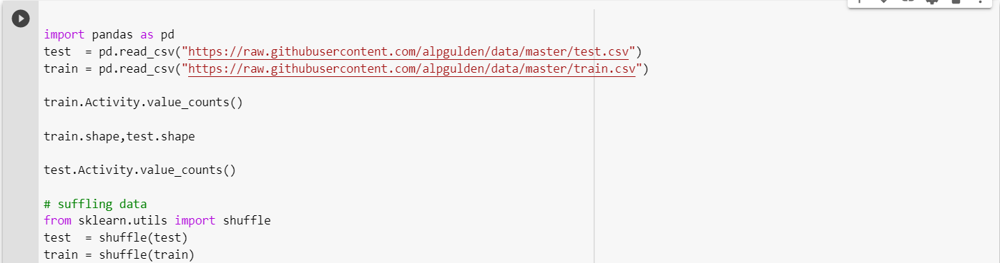 import pandas as pd
test  = pd.read_csv("https://raw.githubusercontent.com/alpgulden/data/master/test.csv")
train = pd.read_csv("https://raw.githubusercontent.com/alpgulden/data/master/train.csv")
train.Activity.value_counts()
train.shape,test.shape
test.Activity.value_counts()
# suffling data
from sklearn.utils import shuffle
test  = shuffle(test)
train = shuffle(train)